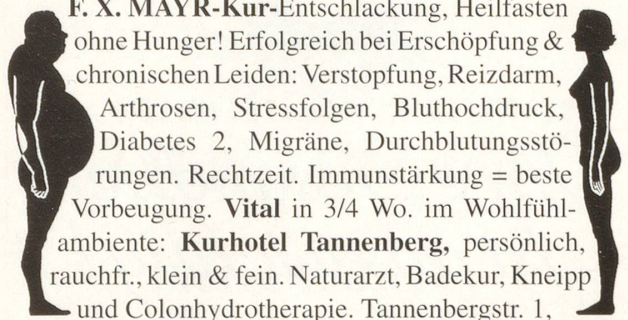 F. X. MAYR-Kur-Entschlackung, Heilfasten
ohne Hunger! Erfolgreich bei Erschöpfung &
chronischen Leiden: Verstopfung, Reizdarm,
Arthrosen, Stressfolgen, Bluthochdruck,
Diabetes 2, Migräne, Durchblutungsstö-
rungen. Rechtzeit. Immunstärkung = beste
Vorbeugung. Vital in 3/4 Wo. im Wohlfühl-
ambiente: Kurhotel Tannenberg, persönlich,
rauchfr., klein & fein. Naturarzt, Badekur, Kneipp
und Colonhydrotherapie. Tannenbergstr. 1,